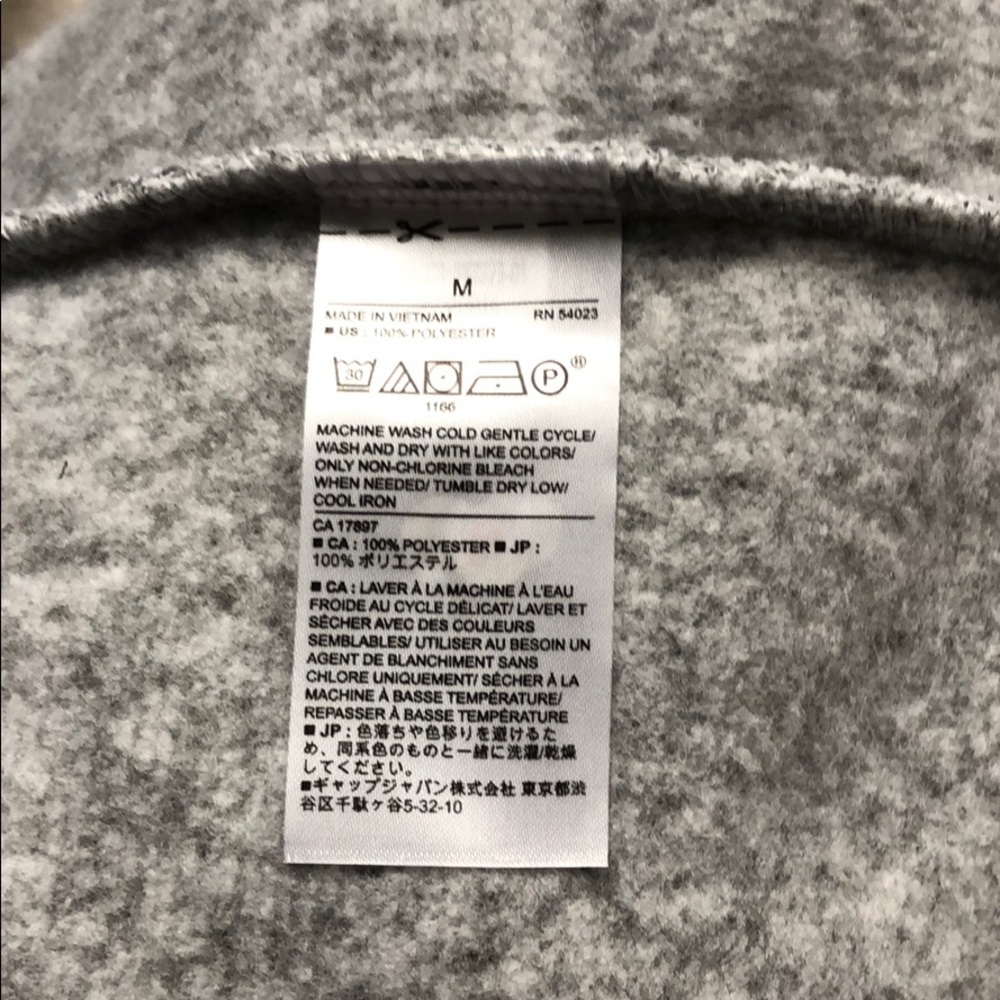 M
MADE IN VIETNAM RN 54023
■ US : 100% POLYESTER
30 P ®
1166
MACHINE WASH COLD GENTLE CYCLE/
WASH AND DRY WITH LIKE COLORS/
ONLY NON-CHLORINE BLEACH
WHEN NEEDED/ TUMBLE DRY LOW/
COOL IRON
CA 17897
■ CA : 100% POLYESTER ■ JP :
100% ポリエステル
■ CA : LAVER À LA MACHINE À L'EAU
FROIDE AU CYCLE DÉLICAT/ LAVER ET
SÉCHER AVEC DES COULEURS
SEMBLABLES/ UTILISER AU BESOIN UN
AGENT DE BLANCHIMENT SANS
CHLORE UNIQUEMENT/ SÉCHER À LA
MACHINE À BASSE TEMPÉRATURE/
REPASSER À BASSE TEMPÉRATURE
■ JP : 色落ちや色移りを避けるた
め、同系色のものと一緒に洗濯/乾燥
してください。
■ギャップジャパン株式会社 東京都渋
谷区千駄ヶ谷5-32-10